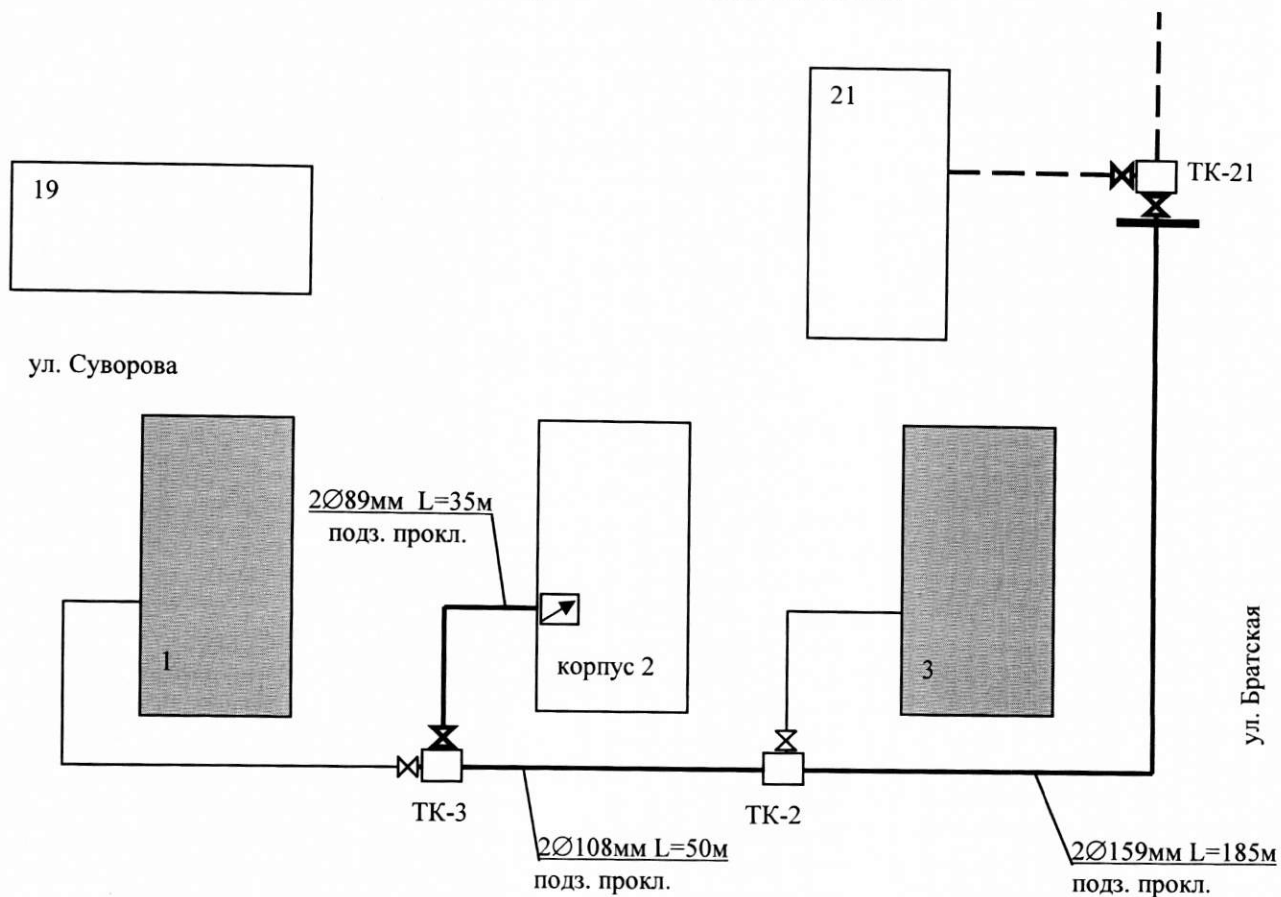 21
ТК-21
19
ул. Суворова
2∅89мм L=35м
подз. прокл.
1
корпус 2
3
ул. Братская
ТК-3
ТК-2
2∅108мм L=50м
подз. прокл.
2∅159мм L=185м
подз. прокл.